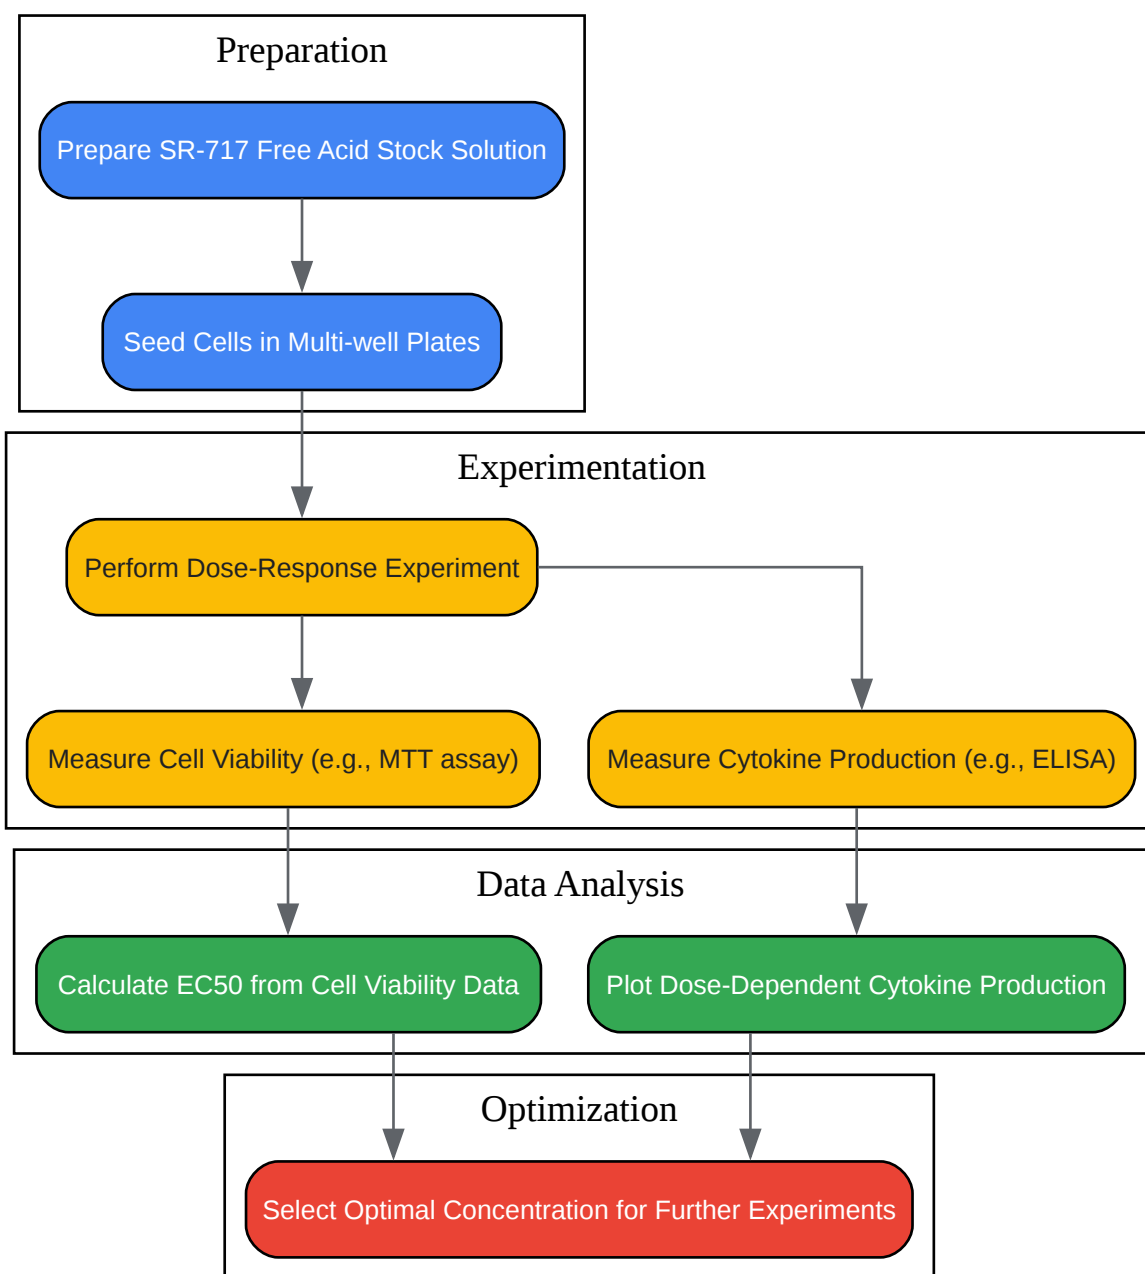 Preparation
Prepare SR-717 Free Acid Stock Solution
Seed Cells in Multi-well Plates
Experimentation
Perform Dose-Response Experiment
Measure Cell Viability (e.g., MTT assay)
Measure Cytokine Production (e.g., ELISA)
Data Analysis
Calculate EC50 from Cell Viability Data
Plot Dose-Dependent Cytokine Production
Optimization
Select Optimal Concentration for Further Experiments